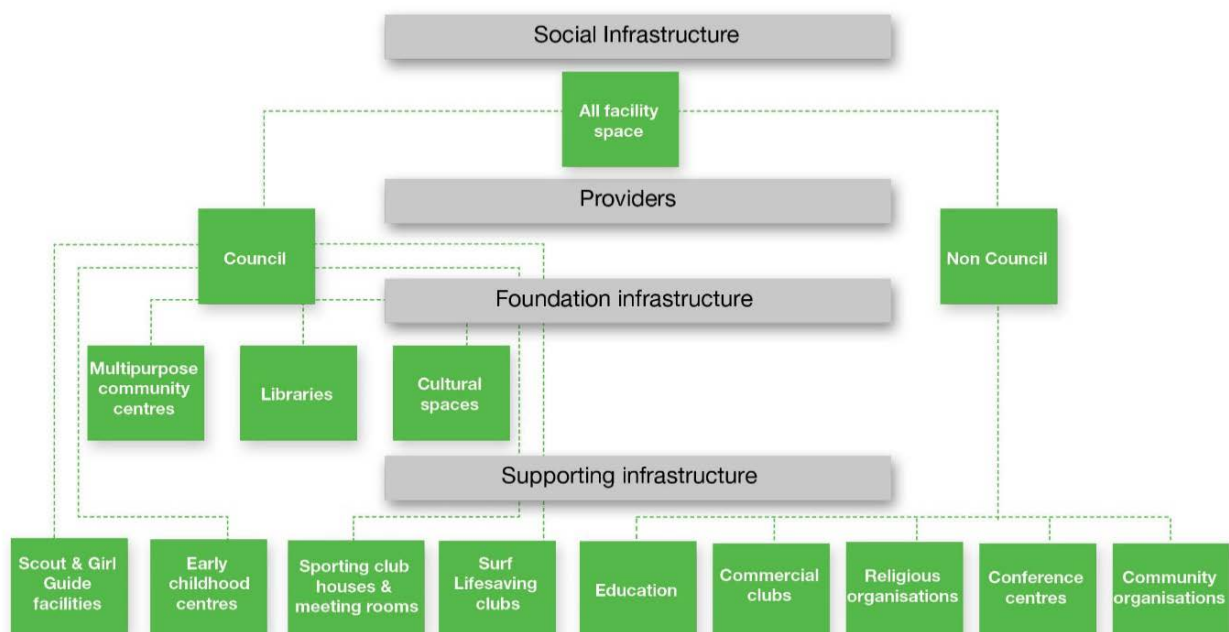 Social Infrastructure
All facility
space
Providers
Council
Non Council
Foundation infrastructure
Multipurpose
community
centres
Libraries
Cultural
spaces
Supporting infrastructure
Scout & Girl
Guide
facilities
Early
childhood
centres
Sporting club
houses &
meeting rooms
Surf
Lifesaving
clubs
Education
Commercial
clubs
Religious
organisations
Conference
centres
Community
organisations